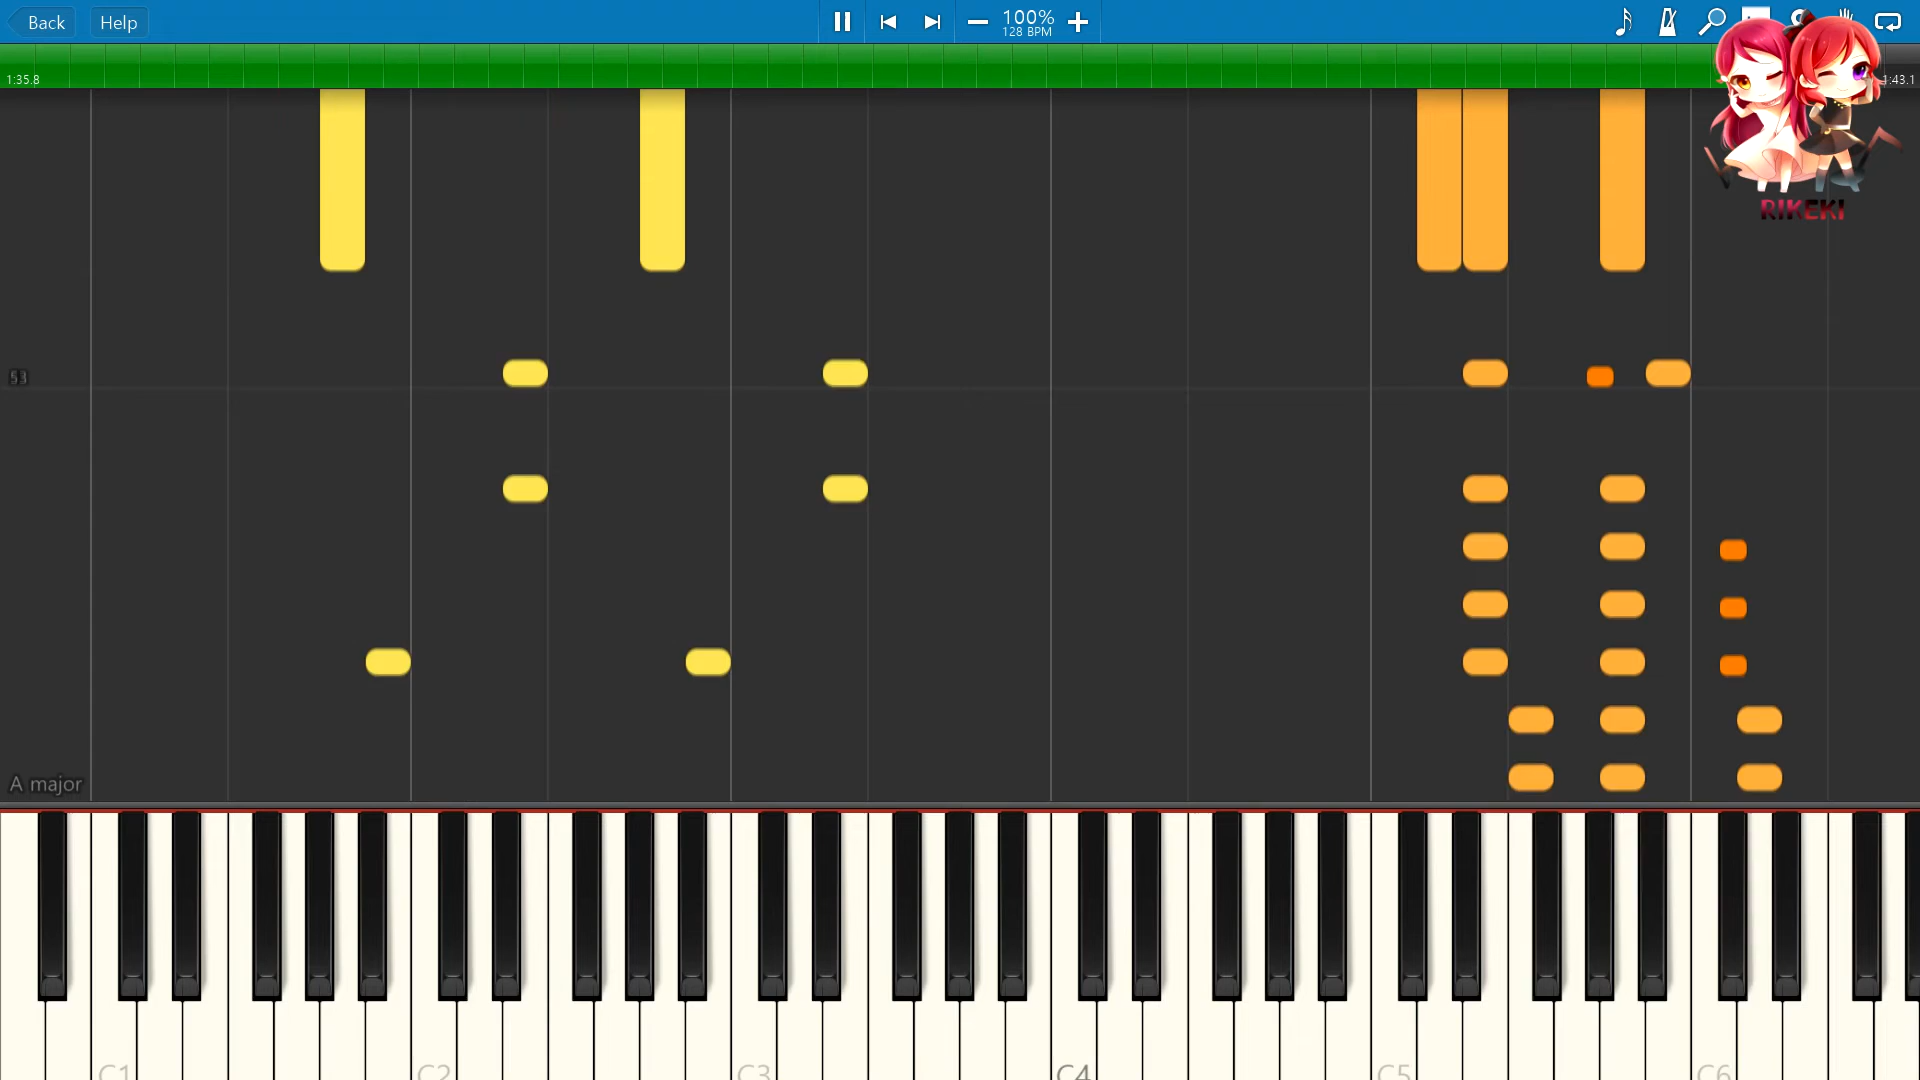 Back
Help
100%
128 BPM
1:35.8
1:43.1
RIKEKI
53
A major
C1
C2
C3
C4
C5
C6